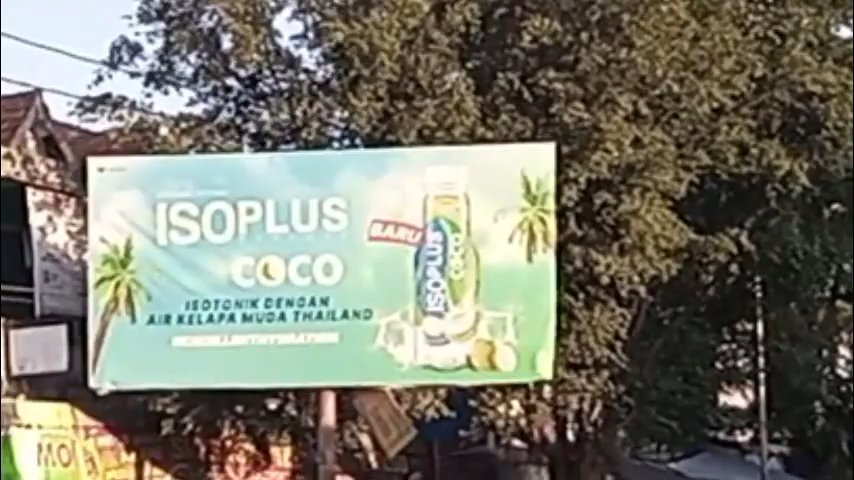 ISOPLUS
COCO
ISOTONIK DENGAN
AIR KELAPA MUDA THAILAND
BARU
ISOPLUS
COCO